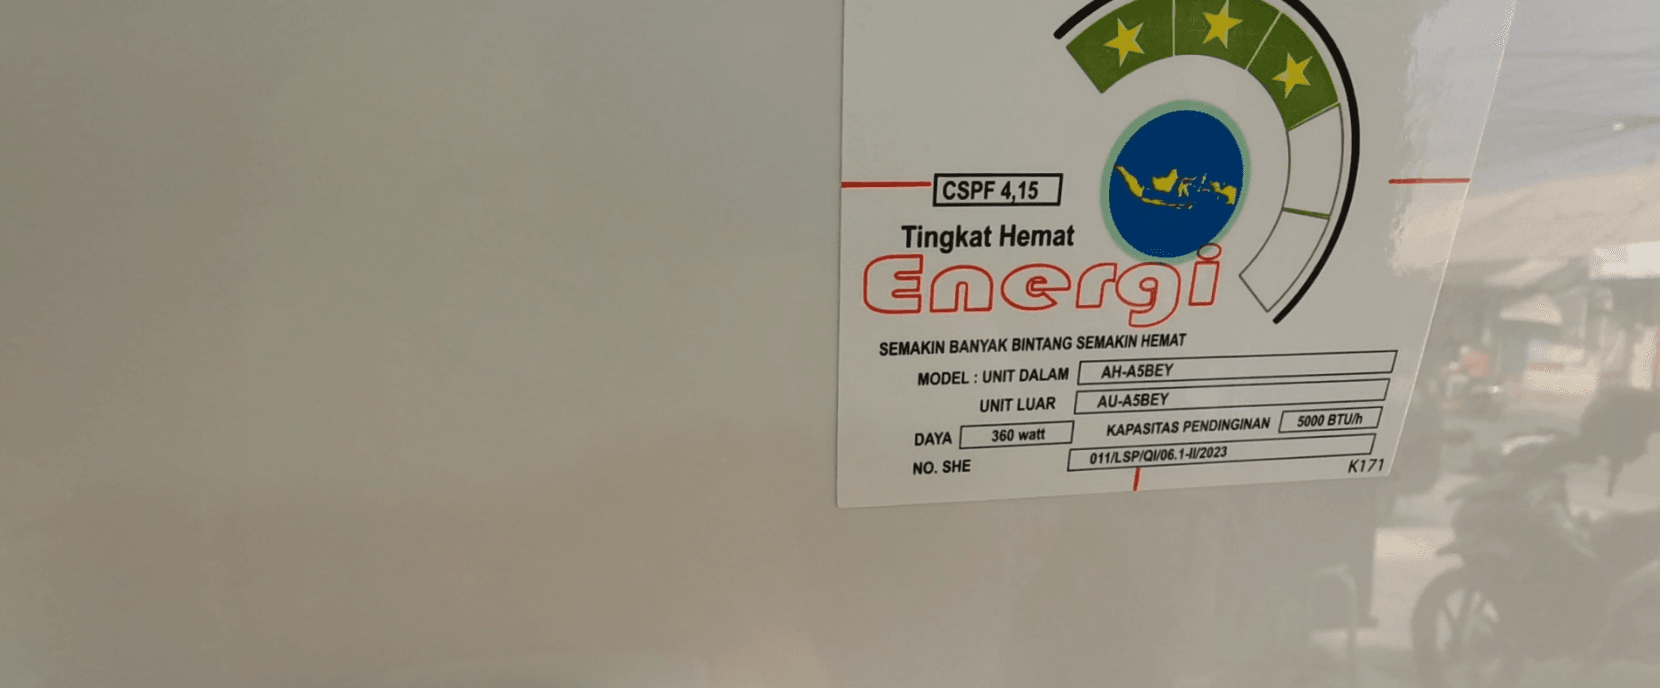 CSPF 4,15
Tingkat Hemat
Energi
SEMAKIN BANYAK BINTANG SEMAKIN HEMAT
MODEL : UNIT DALAM AH-A5BEY
UNIT LUAR AU-A5BEY
DAYA 360 watt KAPASITAS PENDINGINAN 5000 BTU/h
NO. SHE 011/LSP/QI/06.1-II/2023
K171